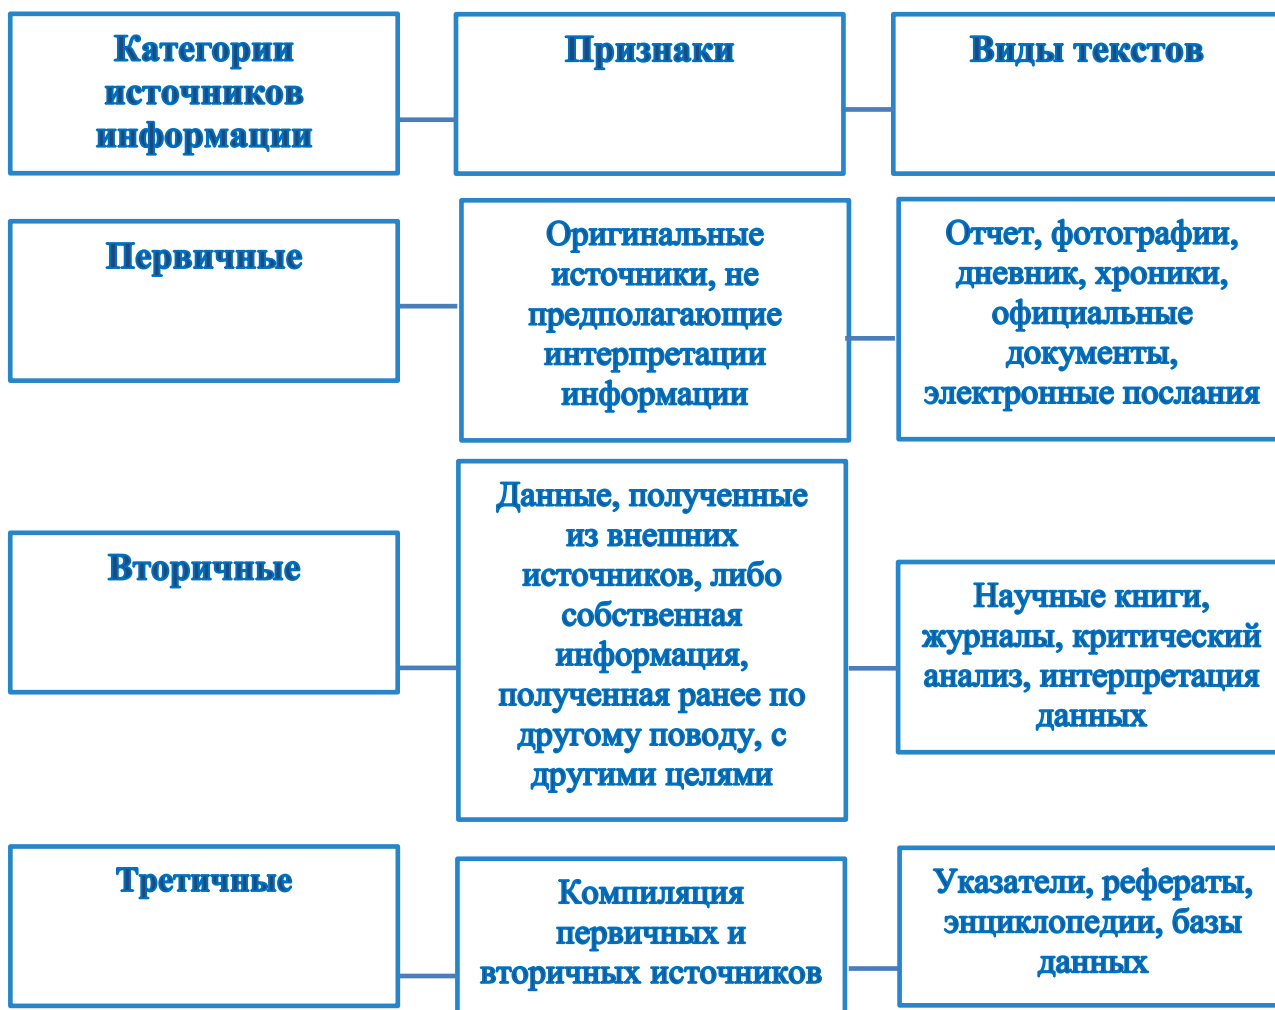 Категории
источников
информации
Признаки
Виды текстов
Первичные
Оригинальные
источники, не
предполагающие
интерпретации
информации
Отчет, фотографии,
дневник, хроники,
официальные
документы,
электронные послания
Вторичные
Данные, полученные
из внешних
источников, либо
собственная
информация,
полученная ранее по
другому поводу, с
другими целями
Научные книги,
журналы, критический
анализ, интерпретация
данных
Третичные
Компиляция
первичных и
вторичных источников
Указатели, рефераты,
энциклопедии, базы
данных